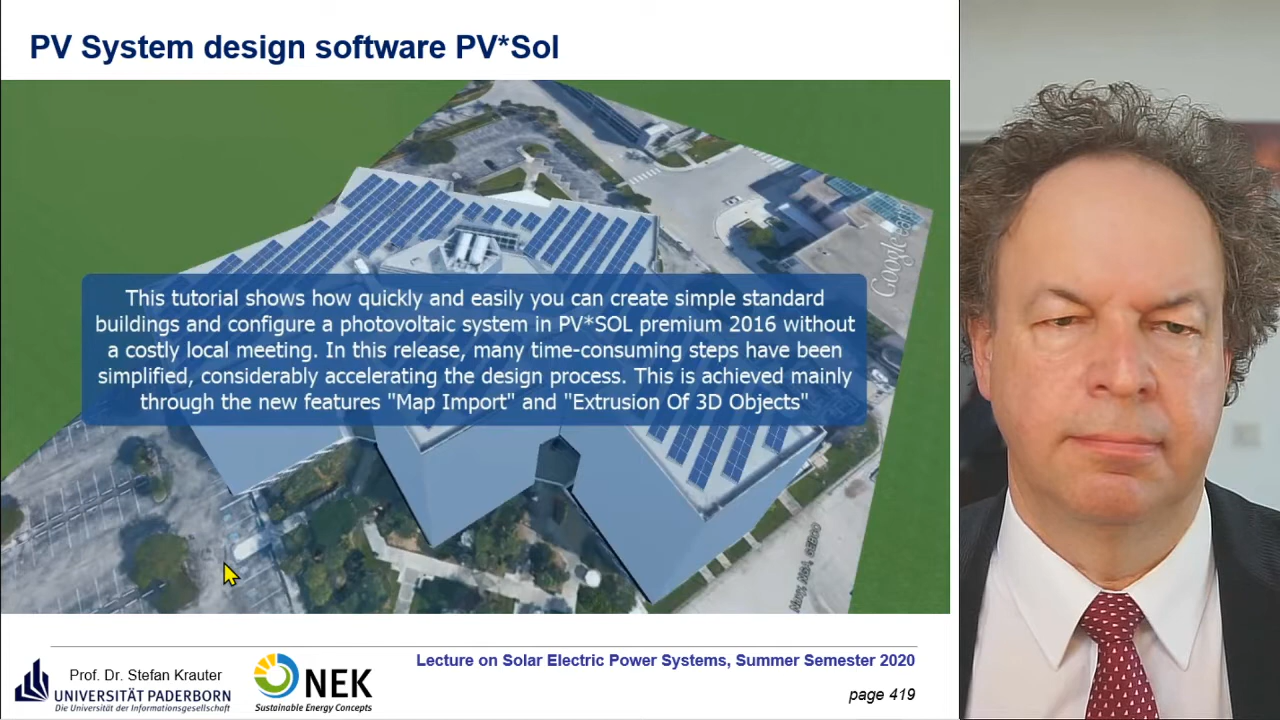 PV System design software PV*Sol
Google earth
This tutorial shows how quickly and easily you can create simple standard
buildings and configure a photovoltaic system in PV*SOL premium 2016 without
a costly local meeting. In this release, many time-consuming steps have been
simplified, considerably accelerating the design process. This is achieved mainly
through the new features "Map Import" and "Extrusion Of 3D Objects"
NGA, GEBCO
Prof. Dr. Stefan Krauter
UNIVERSITÄT PADERBORN
Die Universität der Informationsgesellschaft
NEK
Sustainable Energy Concepts
Lecture on Solar Electric Power Systems, Summer Semester 2020
page 419